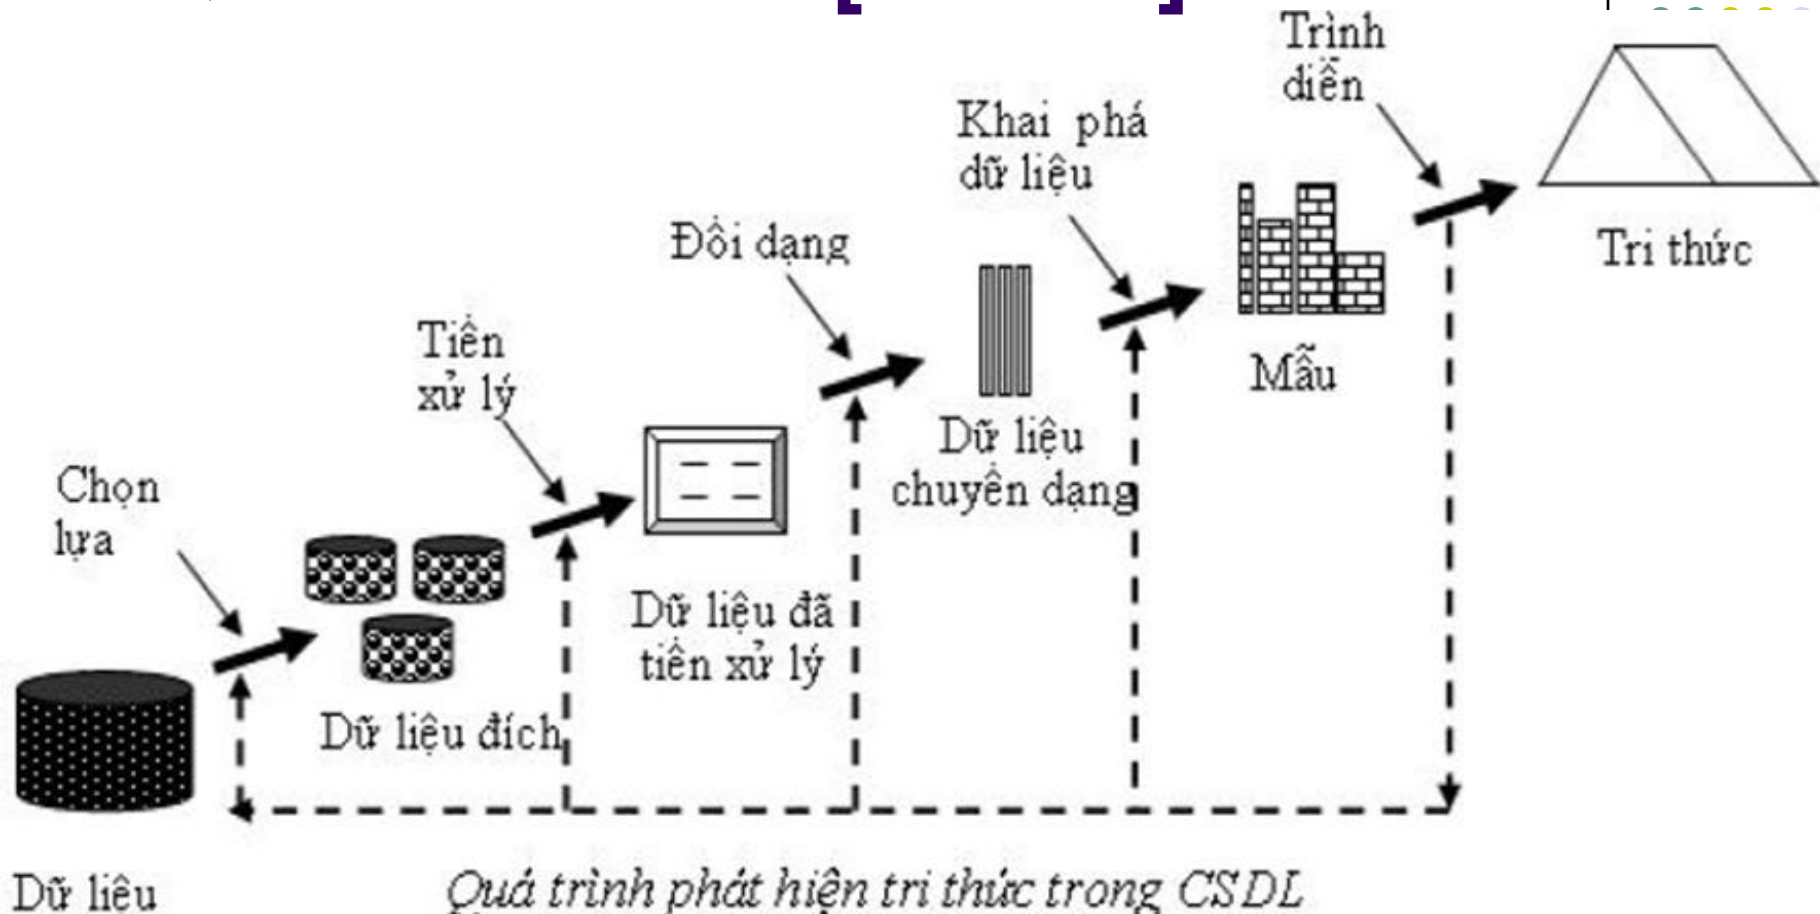 Trình
diễn
Khai phá
dữ liệu
Đổi dạng
Tri thức
Tiền
xử lý
Mẫu
Dữ liệu
chuyển dạng
Chọn
lựa
Dữ liệu đã
tiền xử lý
Dữ liệu đích
Dữ liệu
Quá trình phát hiện tri thức trong CSDL